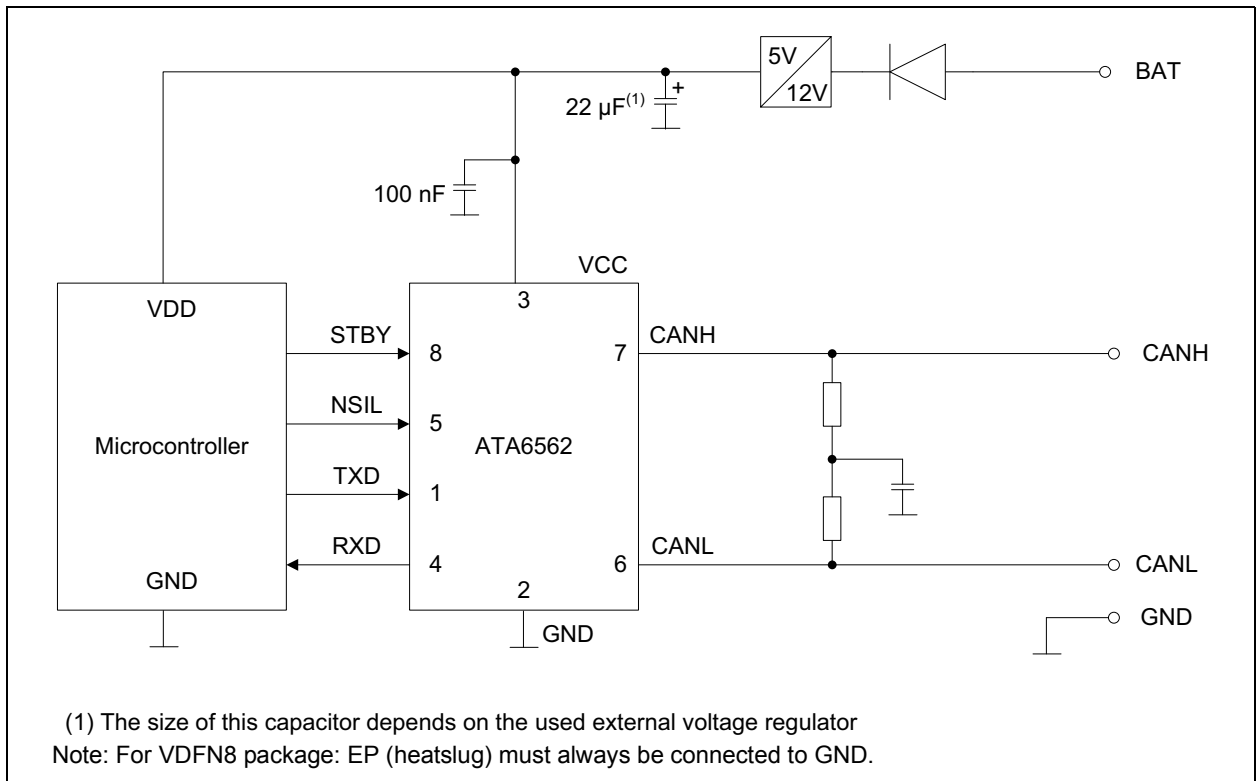 5V
12V
BAT
22 µF(1)
+
100 nF
VCC
VDD
3
STBY
8
7
CANH
CANH
NSIL
5
Microcontroller
ATA6562
TXD
1
RXD
4
6
CANL
CANL
GND
2
GND
GND
(1) The size of this capacitor depends on the used external voltage regulator
Note: For VDFN8 package: EP (heatslug) must always be connected to GND.